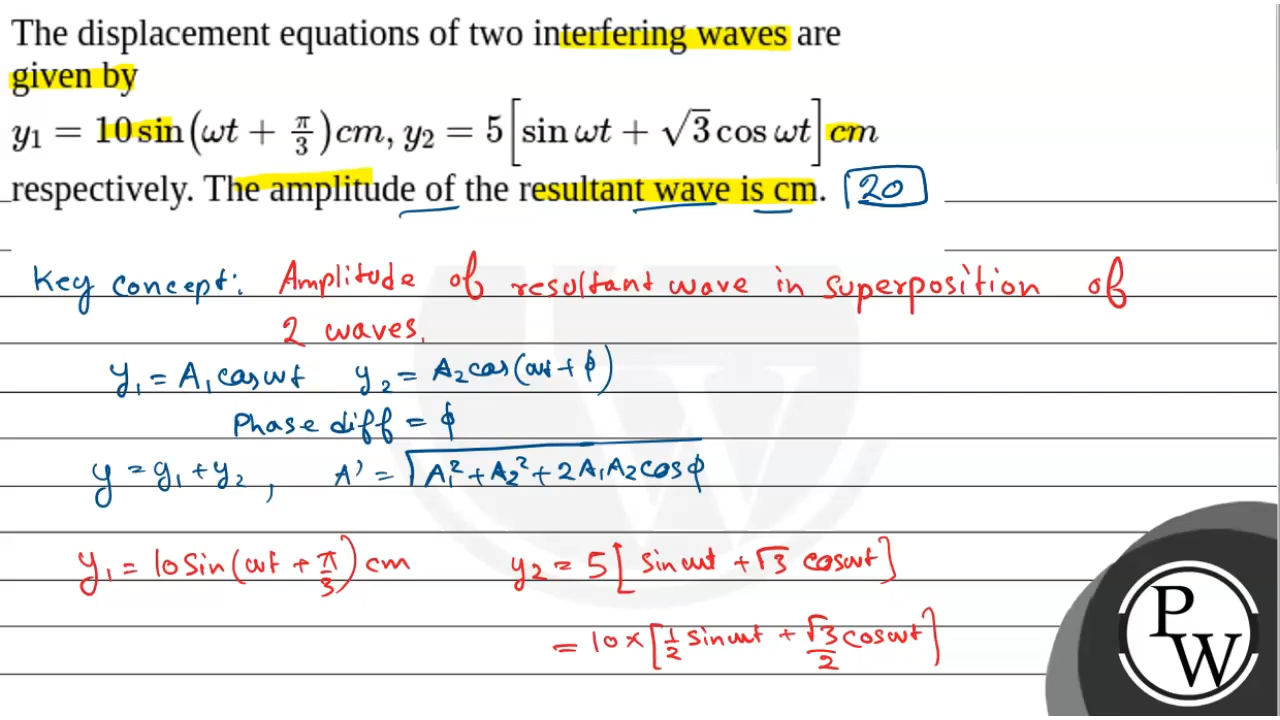 The displacement equations of two interfering waves are
given by
y₁ = 10 sin(ωt + π/3)cm, y₂ = 5[sin ωt + √3 cos ωt] cm
respectively. The amplitude of the resultant wave is cm. 20
Key concept: Amplitude of resultant wave in superposition of
2 waves.
y₁ = A₁ cos ωt y₂ = A₂ cos(ωt + ϕ)
Phase diff = ϕ
y = y₁ + y₂, A' = √(A₁² + A₂² + 2A₁A₂ cos ϕ)
y₁ = 10 sin(ωt + π/3) cm y₂ = 5[sin ωt + √3 cos ωt]
= 10 × [1/2 sin ωt + √3/2 cos ωt]
P
W